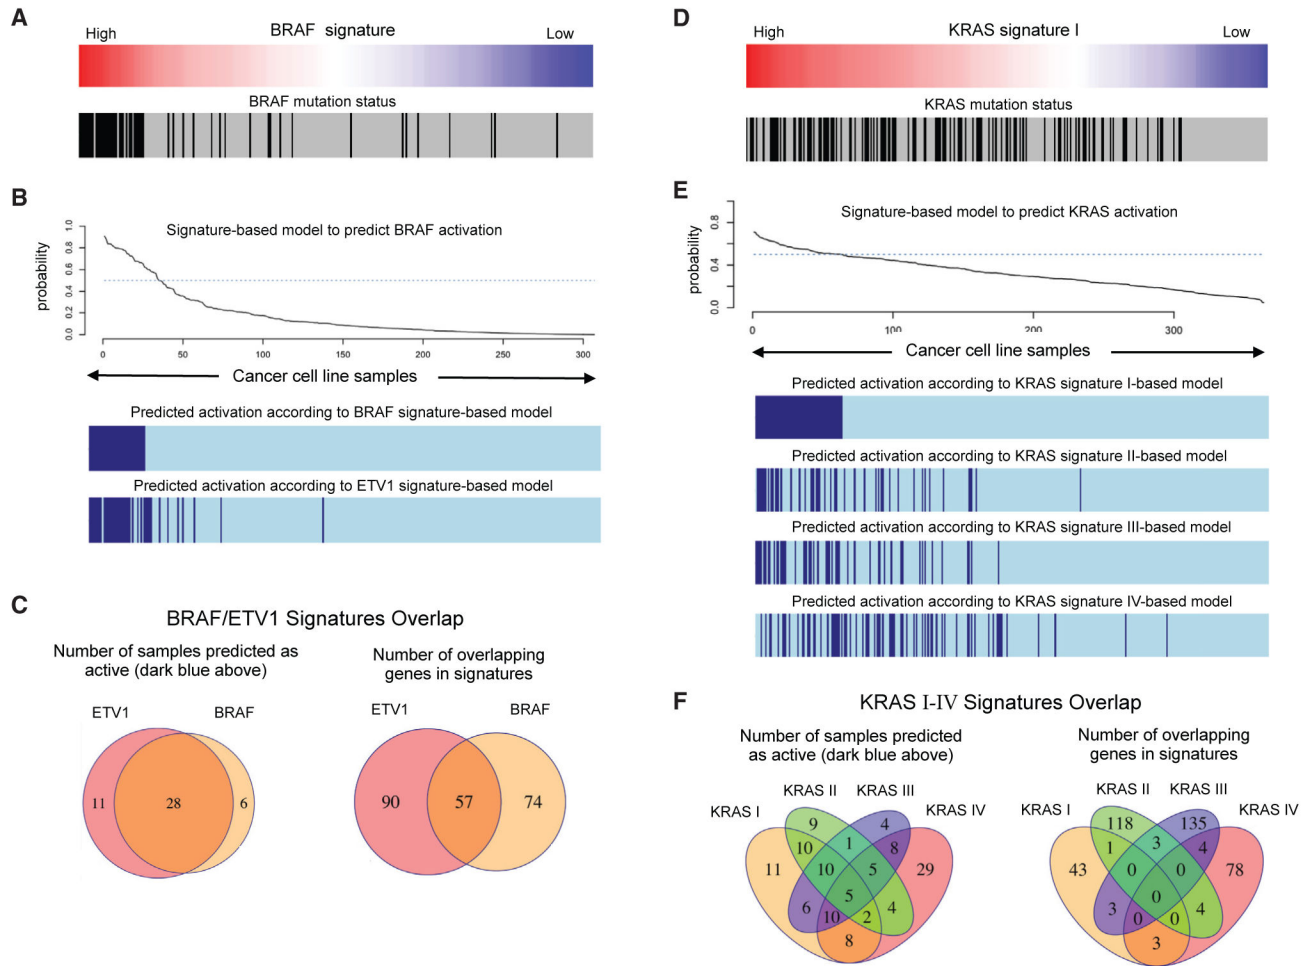 A
BRAF signature
High
Low
BRAF mutation status
B
Signature-based model to predict BRAF activation
probability
1.0
0.8
0.6
0.4
0.2
0.0
0
50
100
150
200
250
300
Cancer cell line samples
Predicted activation according to BRAF signature-based model
Predicted activation according to ETV1 signature-based model
C
BRAF/ETV1 Signatures Overlap
Number of samples predicted as
active (dark blue above)
ETV1
BRAF
11
28
6
Number of overlapping
genes in signatures
ETV1
BRAF
90
57
74
D
KRAS signature I
High
Low
KRAS mutation status
E
Signature-based model to predict KRAS activation
probability
0.8
0.4
0.0
0
100
200
300
Cancer cell line samples
Predicted activation according to KRAS signature I-based model
Predicted activation according to KRAS signature II-based model
Predicted activation according to KRAS signature III-based model
Predicted activation according to KRAS signature IV-based model
F
KRAS I-IV Signatures Overlap
Number of samples predicted
as active (dark blue above)
KRAS I
KRAS II
KRAS III
KRAS IV
9
4
10
1
8
11
10
5
29
5
6
10
2
4
8
Number of overlapping
genes in signatures
KRAS I
KRAS II
KRAS III
KRAS IV
118
135
1
3
4
43
0
0
78
0
3
0
0
4
3